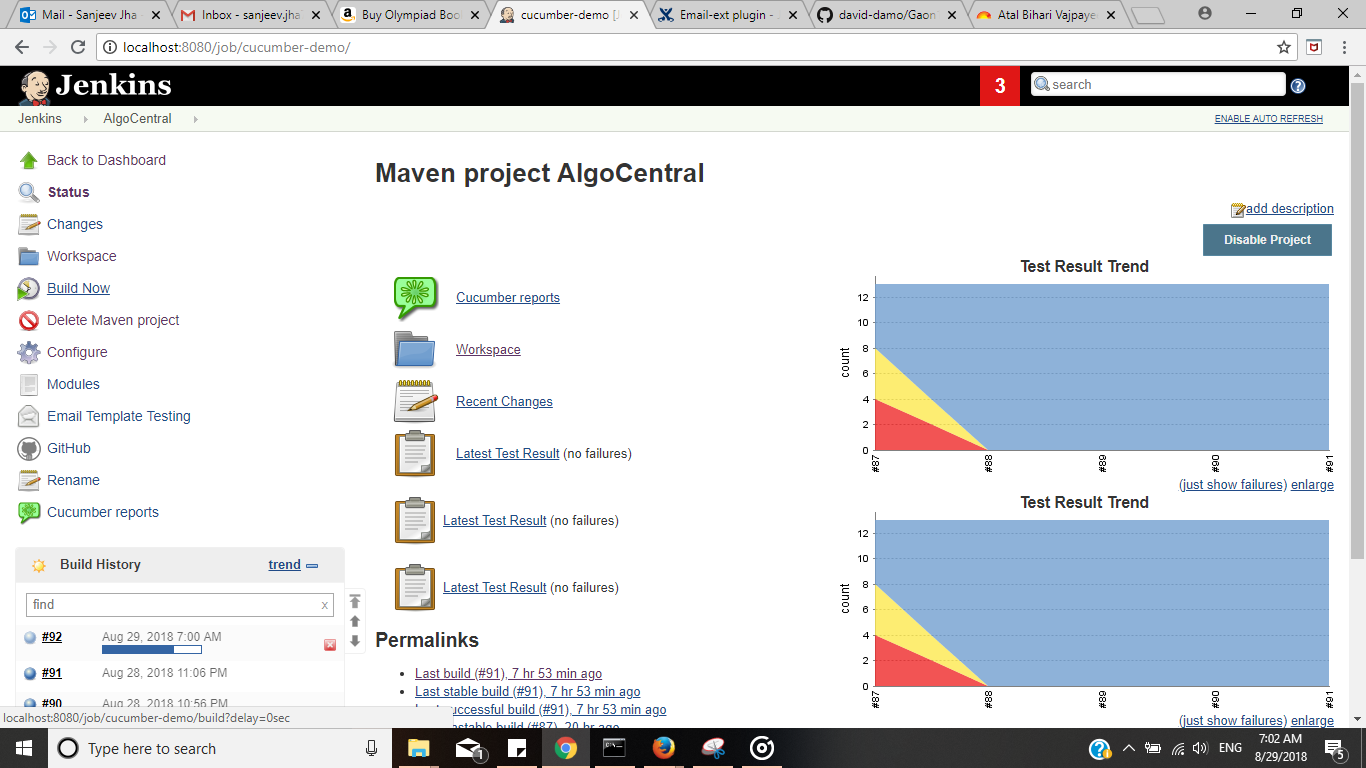 Mail - Sanjeev Jha
Inbox - sanjeev.jha
Buy Olympiad Boo
cucumber-demo [J
Email-ext plugin -
david-damo/Gaon
Atal Bihari Vajpaye
localhost:8080/job/cucumber-demo/
Jenkins
3
search
Jenkins
AlgoCentral
ENABLE AUTO REFRESH
Back to Dashboard
Status
Changes
Workspace
Build Now
Delete Maven project
Configure
Modules
Email Template Testing
GitHub
Rename
Cucumber reports
Build History
trend
find
x
#92
Aug 29, 2018 7:00 AM
#91
Aug 28, 2018 11:06 PM
#90
Aug 28, 2018 10:56 PM
localhost:8080/job/cucumber-demo/build?delay=0sec
Maven project AlgoCentral
add description
Disable Project
Cucumber reports
Workspace
Recent Changes
Latest Test Result (no failures)
Latest Test Result (no failures)
Latest Test Result (no failures)
Permalinks
Last build (#91), 7 hr 53 min ago
Last stable build (#91), 7 hr 53 min ago
successful build (#91), 7 hr 53 min ago
stable build (#87), 20 hr ago
Test Result Trend
count
12
10
8
6
4
2
0
#87
#88
#89
#90
#91
(just show failures) enlarge
Test Result Trend
count
12
10
8
6
4
2
0
#87
#88
#89
#90
#91
(just show failures) enlarge
Type here to search
1
ENG
7:02 AM
8/29/2018
5